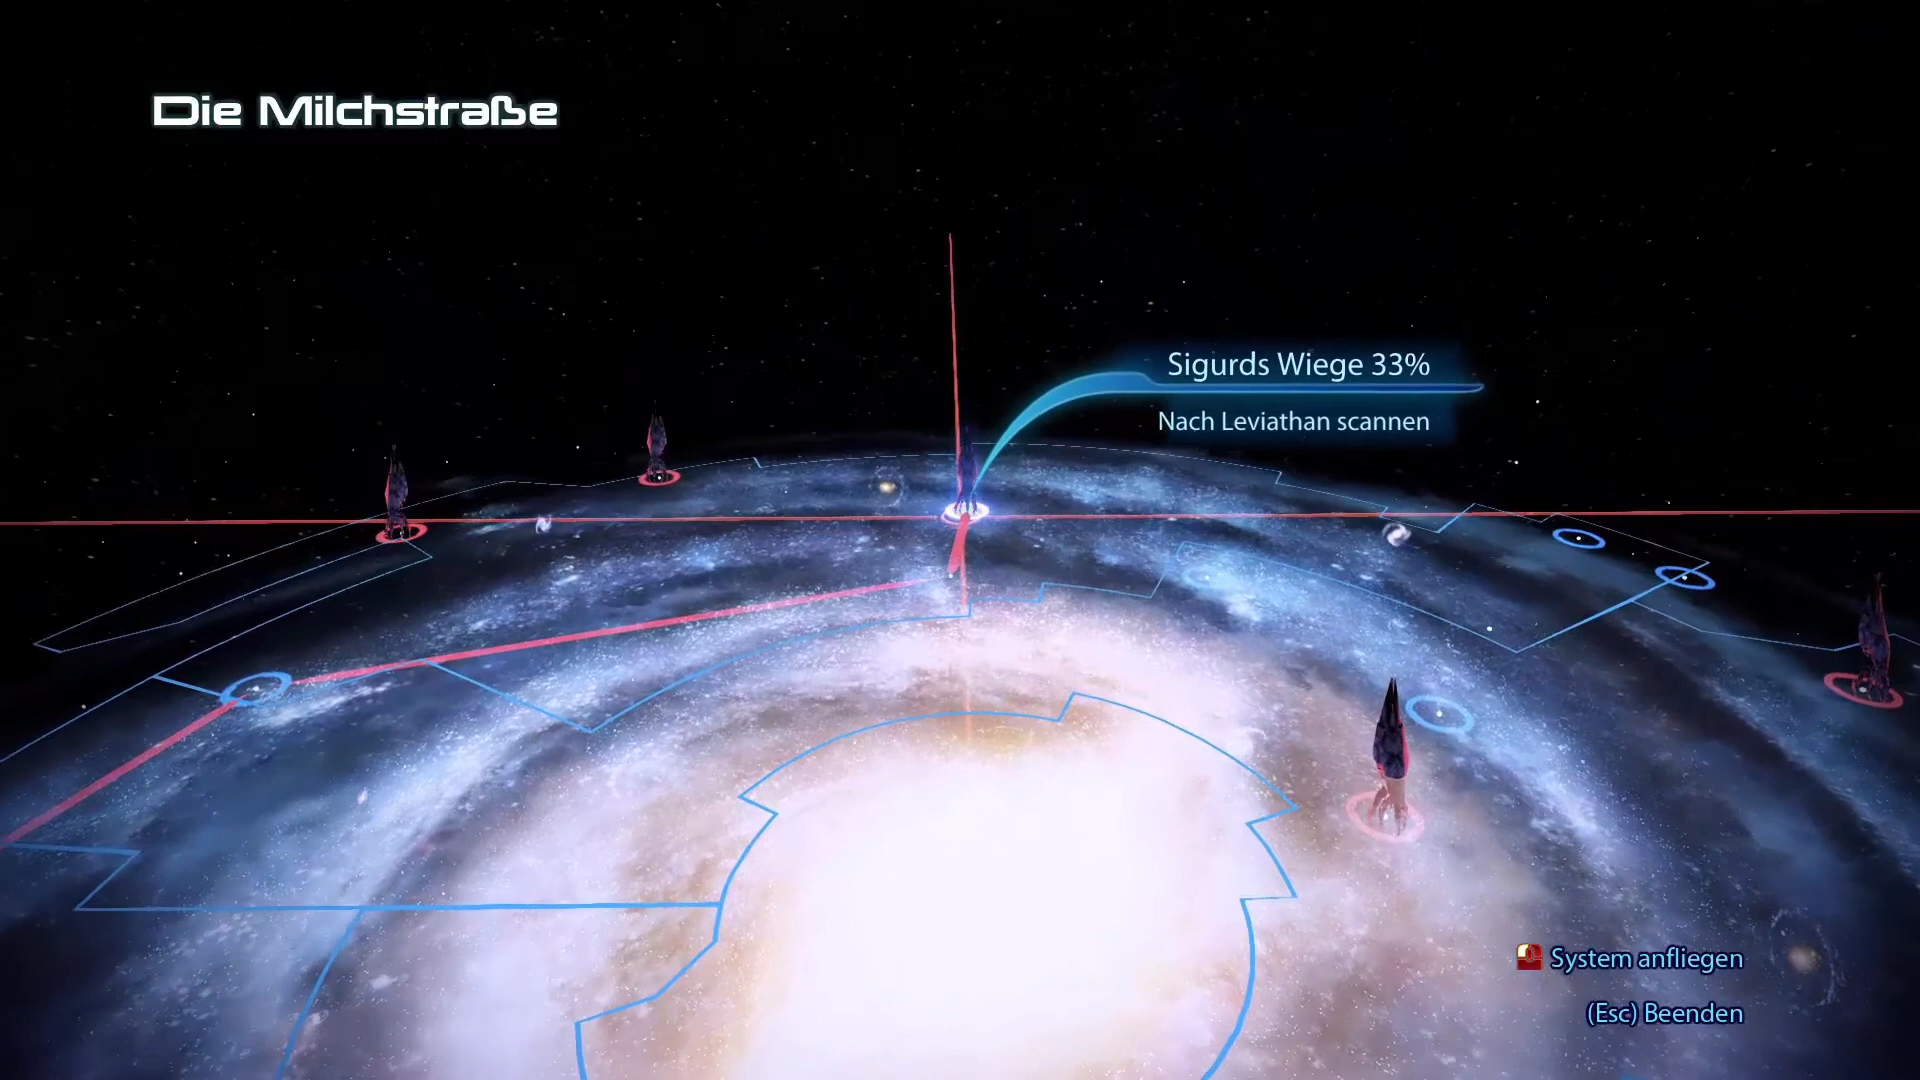 Die Milchstraße
Sigurds Wiege 33%
Nach Leviathan scannen
System anfliegen
(Esc) Beenden